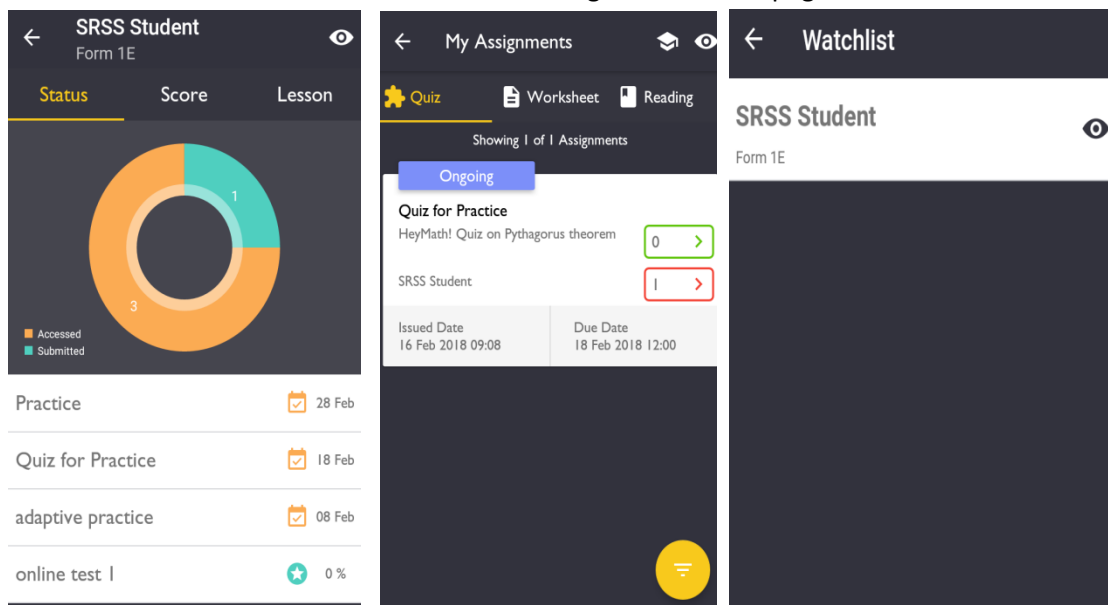 SRSS Student
Form 1E
Status Score Lesson
1
3
Accessed
Submitted
Practice 28 Feb
Quiz for Practice 18 Feb
adaptive practice 08 Feb
online test 1 0 %
My Assignments
Quiz Worksheet Reading
Showing 1 of 1 Assignments
Ongoing
Quiz for Practice
HeyMath! Quiz on Pythagorus theorem 0
SRSS Student 1
Issued Date Due Date
16 Feb 2018 09:08 18 Feb 2018 12:00
Watchlist
SRSS Student
Form 1E